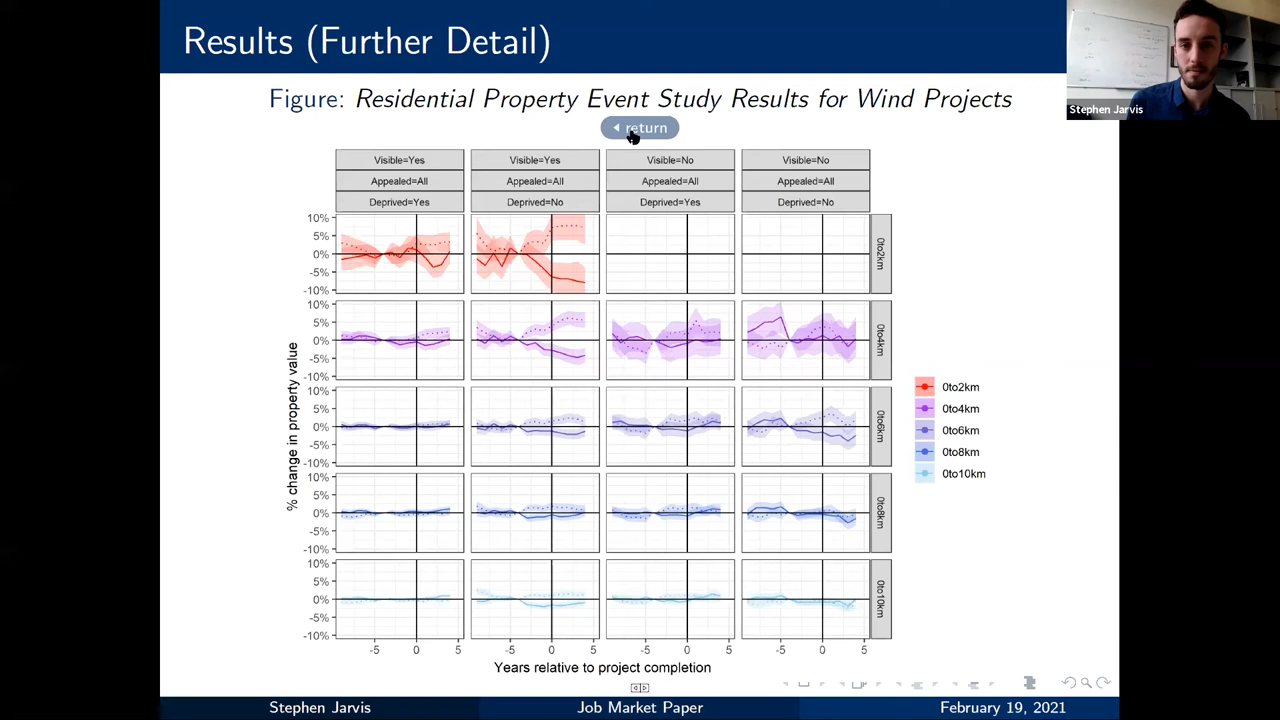 Results (Further Detail)
Stephen Jarvis
Figure: Residential Property Event Study Results for Wind Projects
return
Visible=Yes Visible=Yes Visible=No Visible=No
Appealed=All Appealed=All Appealed=All Appealed=All
Deprived=Yes Deprived=No Deprived=Yes Deprived=No
10%
5%
0%
-5%
-10%
0to2km
10%
5%
0%
-5%
-10%
0to4km
10%
5%
0%
-5%
-10%
0to6km
10%
5%
0%
-5%
-10%
0to8km
10%
5%
0%
-5%
-10%
0to10km
% change in property value
-5 0 5 -5 0 5 -5 0 5 -5 0 5
Years relative to project completion
0to2km
0to4km
0to6km
0to8km
0to10km
Stephen Jarvis Job Market Paper February 19, 2021